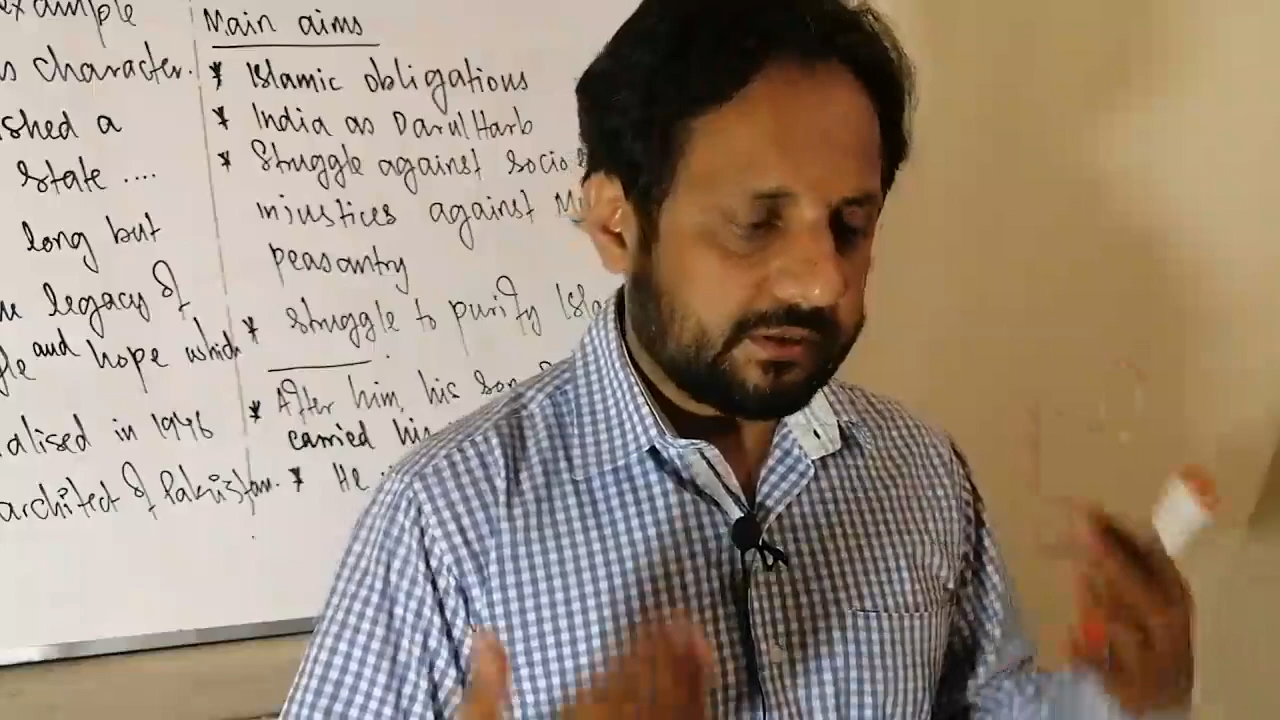 example
character.
shed a
state ....
long but
legacy of
and hope which
alised in 1946
architect of Pakistan.
Main aims
* Islamic obligations
* India as Darul Harb
* Struggle against socio
injustices against
peasantry
* struggle to purify
* After him, his son
carried his
* He